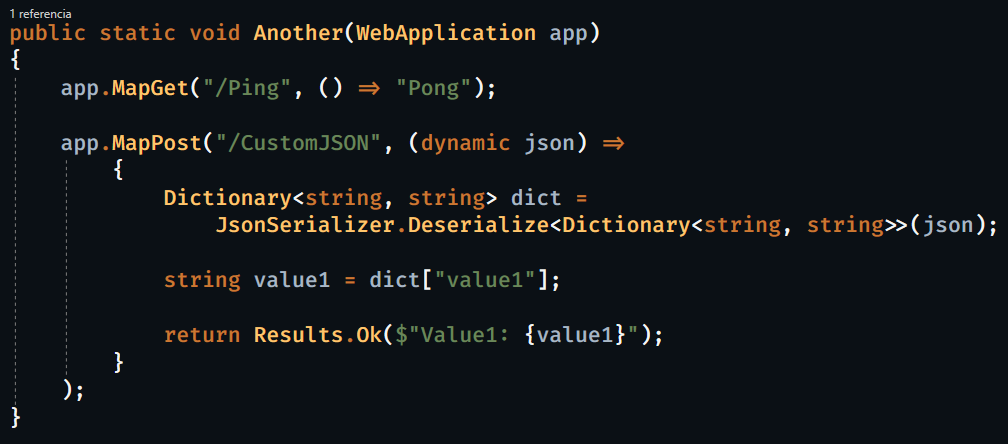 1 referencia
public static void Another(WebApplication app)
{
    app.MapGet("/Ping", () => "Pong");
    app.MapPost("/CustomJSON", (dynamic json) =>
        {
            Dictionary<string, string> dict =
                JsonSerializer.Deserialize<Dictionary<string, string>>(json);
            string value1 = dict["value1"];
            return Results.Ok($"Value1: {value1}");
        }
    );
}